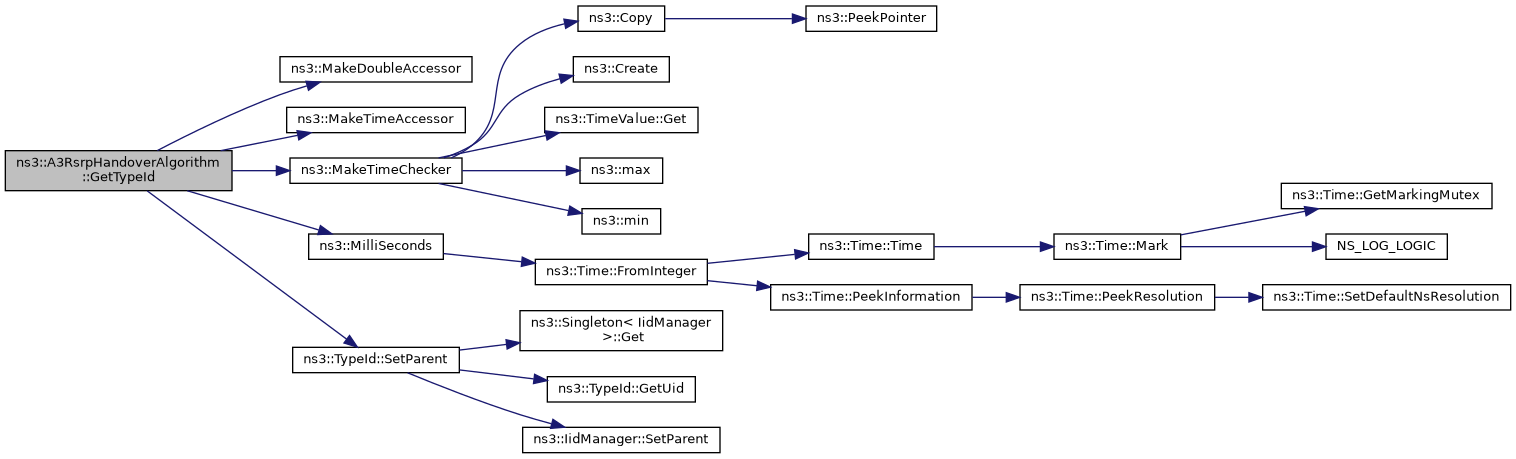 ns3::A3RsrpHandoverAlgorithm
::GetTypeId
ns3::MakeDoubleAccessor
ns3::MakeTimeAccessor
ns3::MakeTimeChecker
ns3::MilliSeconds
ns3::TypeId::SetParent
ns3::Copy
ns3::Create
ns3::TimeValue::Get
ns3::max
ns3::min
ns3::Time::FromInteger
ns3::Singleton< IidManager
>::Get
ns3::TypeId::GetUid
ns3::IidManager::SetParent
ns3::PeekPointer
ns3::Time::Time
ns3::Time::PeekInformation
ns3::Time::Mark
ns3::Time::PeekResolution
ns3::Time::GetMarkingMutex
NS_LOG_LOGIC
ns3::Time::SetDefaultNsResolution